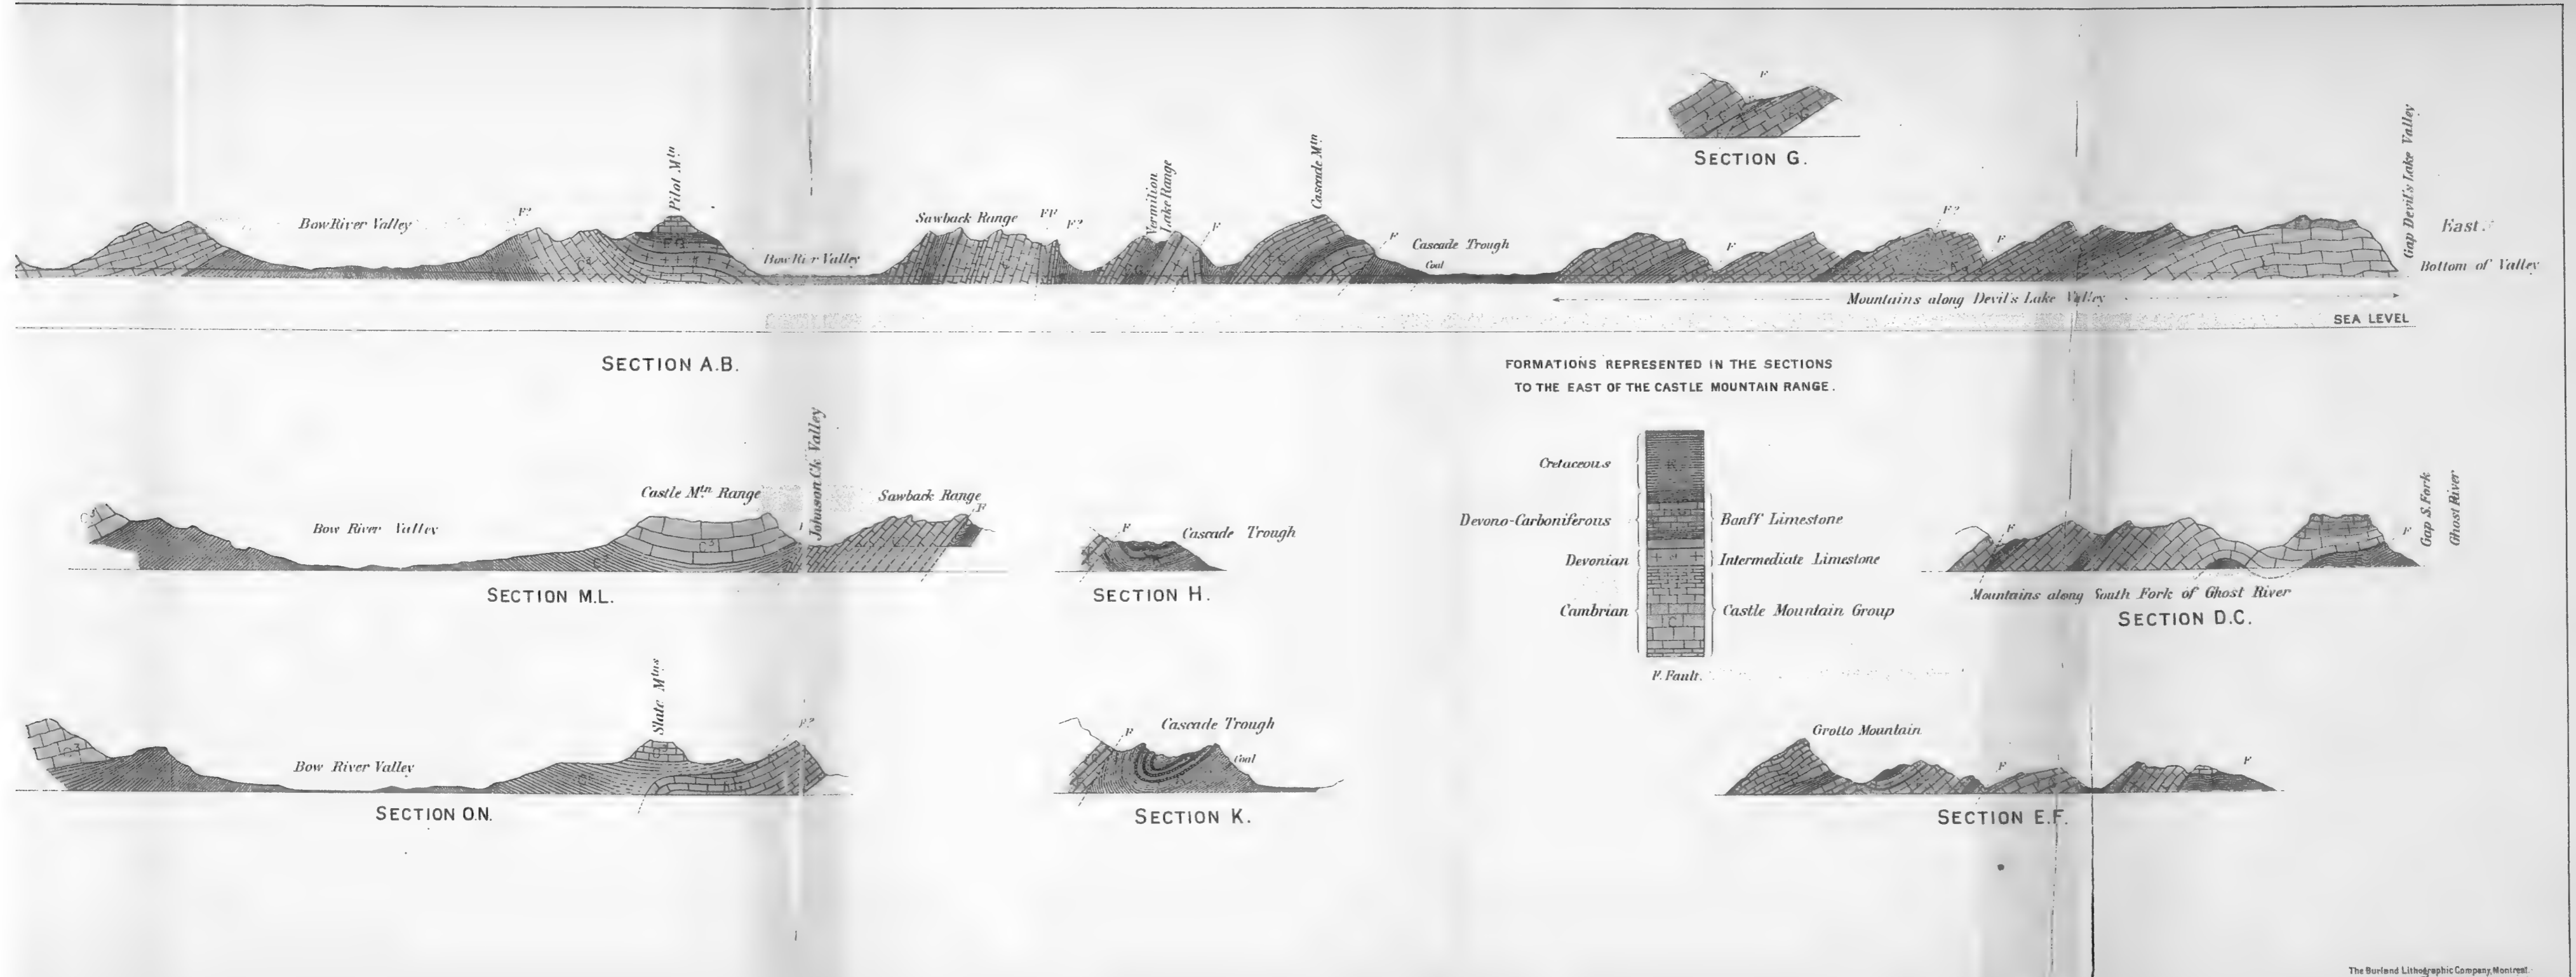 F
SECTION G.
Pilot Mtn
Cascade Mtn
Vermilion
Lake Range
Gap Devil's Lake Valley
Bow River Valley
F?
Sawback Range
FF
F?
F
F
Cascade Trough
Coal
Bow River Valley
F
F?
F
East.
Bottom of Valley
Mountains along Devil's Lake Valley
SEA LEVEL
SECTION A.B.
FORMATIONS REPRESENTED IN THE SECTIONS
TO THE EAST OF THE CASTLE MOUNTAIN RANGE.
Cretaceous
K
Devono-Carboniferous
Banff Limestone
Devonian
Intermediate Limestone
Cambrian
C
Castle Mountain Group
F. Fault.
Bow River Valley
Castle Mtn Range
Johnson Ck Valley
Sawback Range
F
SECTION M.L.
F
Cascade Trough
SECTION H.
F
F
Gap S. Fork
Ghost River
Mountains along South Fork of Ghost River
SECTION D.C.
Bow River Valley
Slate Mtns
F?
SECTION O.N.
F
Cascade Trough
Coal
SECTION K.
Grotto Mountain
F
F
SECTION E.F.
The Burland Lithographic Company, Montreal.